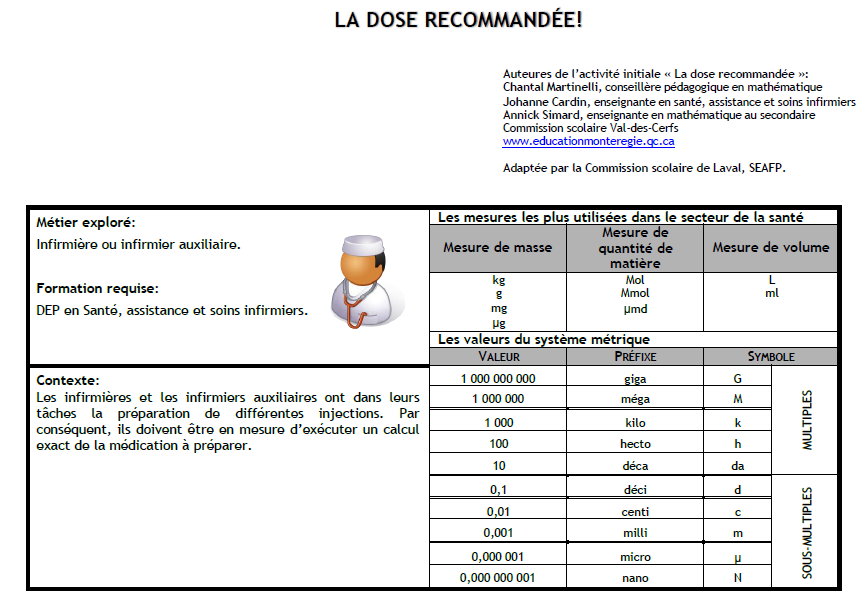 LA DOSE RECOMMANDÉE!
Auteures de l'activité initiale « La dose recommandée »:
Chantal Martinelli, conseillère pédagogique en mathématique
Johanne Cardin, enseignante en santé, assistance et soins infirmiers
Annick Simard, enseignante en mathématique au secondaire
Commission scolaire Val-des-Cerfs
www.educationmonteregie.qc.ca
Adaptée par la Commission scolaire de Laval, SEAFP.
Métier exploré:
Infirmière ou infirmier auxiliaire.
Formation requise:
DEP en Santé, assistance et soins infirmiers.
Contexte:
Les infirmières et les infirmiers auxiliaires ont dans leurs
tâches la préparation de différentes injections. Par
conséquent, ils doivent être en mesure d'exécuter un calcul
exact de la médication à préparer.
Les mesures les plus utilisées dans le secteur de la santé
Mesure de masse Mesure de quantité de matière Mesure de volume
kg Mol L
g Mmol ml
mg µmd
µg
Les valeurs du système métrique
VALEUR PRÉFIXE SYMBOLE
1 000 000 000 giga G
1 000 000 méga M
1 000 kilo k
100 hecto h
10 déca da
MULTIPLES
0,1 déci d
0,01 centi c
0,001 milli m
0,000 001 micro µ
0,000 000 001 nano N
SOUS-MULTIPLES